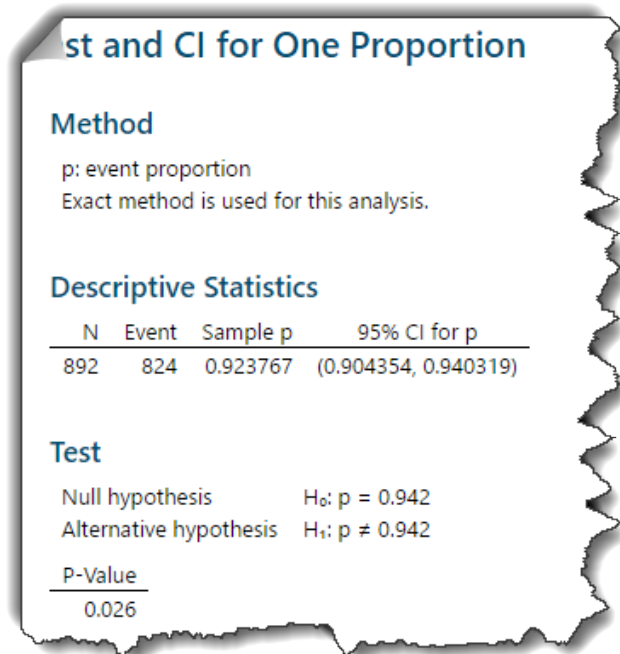 st and CI for One Proportion
Method
p: event proportion
Exact method is used for this analysis.
Descriptive Statistics
N Event Sample p 95% CI for p
892 824 0.923767 (0.904354, 0.940319)
Test
Null hypothesis H₀: p = 0.942
Alternative hypothesis H₁: p ≠ 0.942
P-Value
0.026